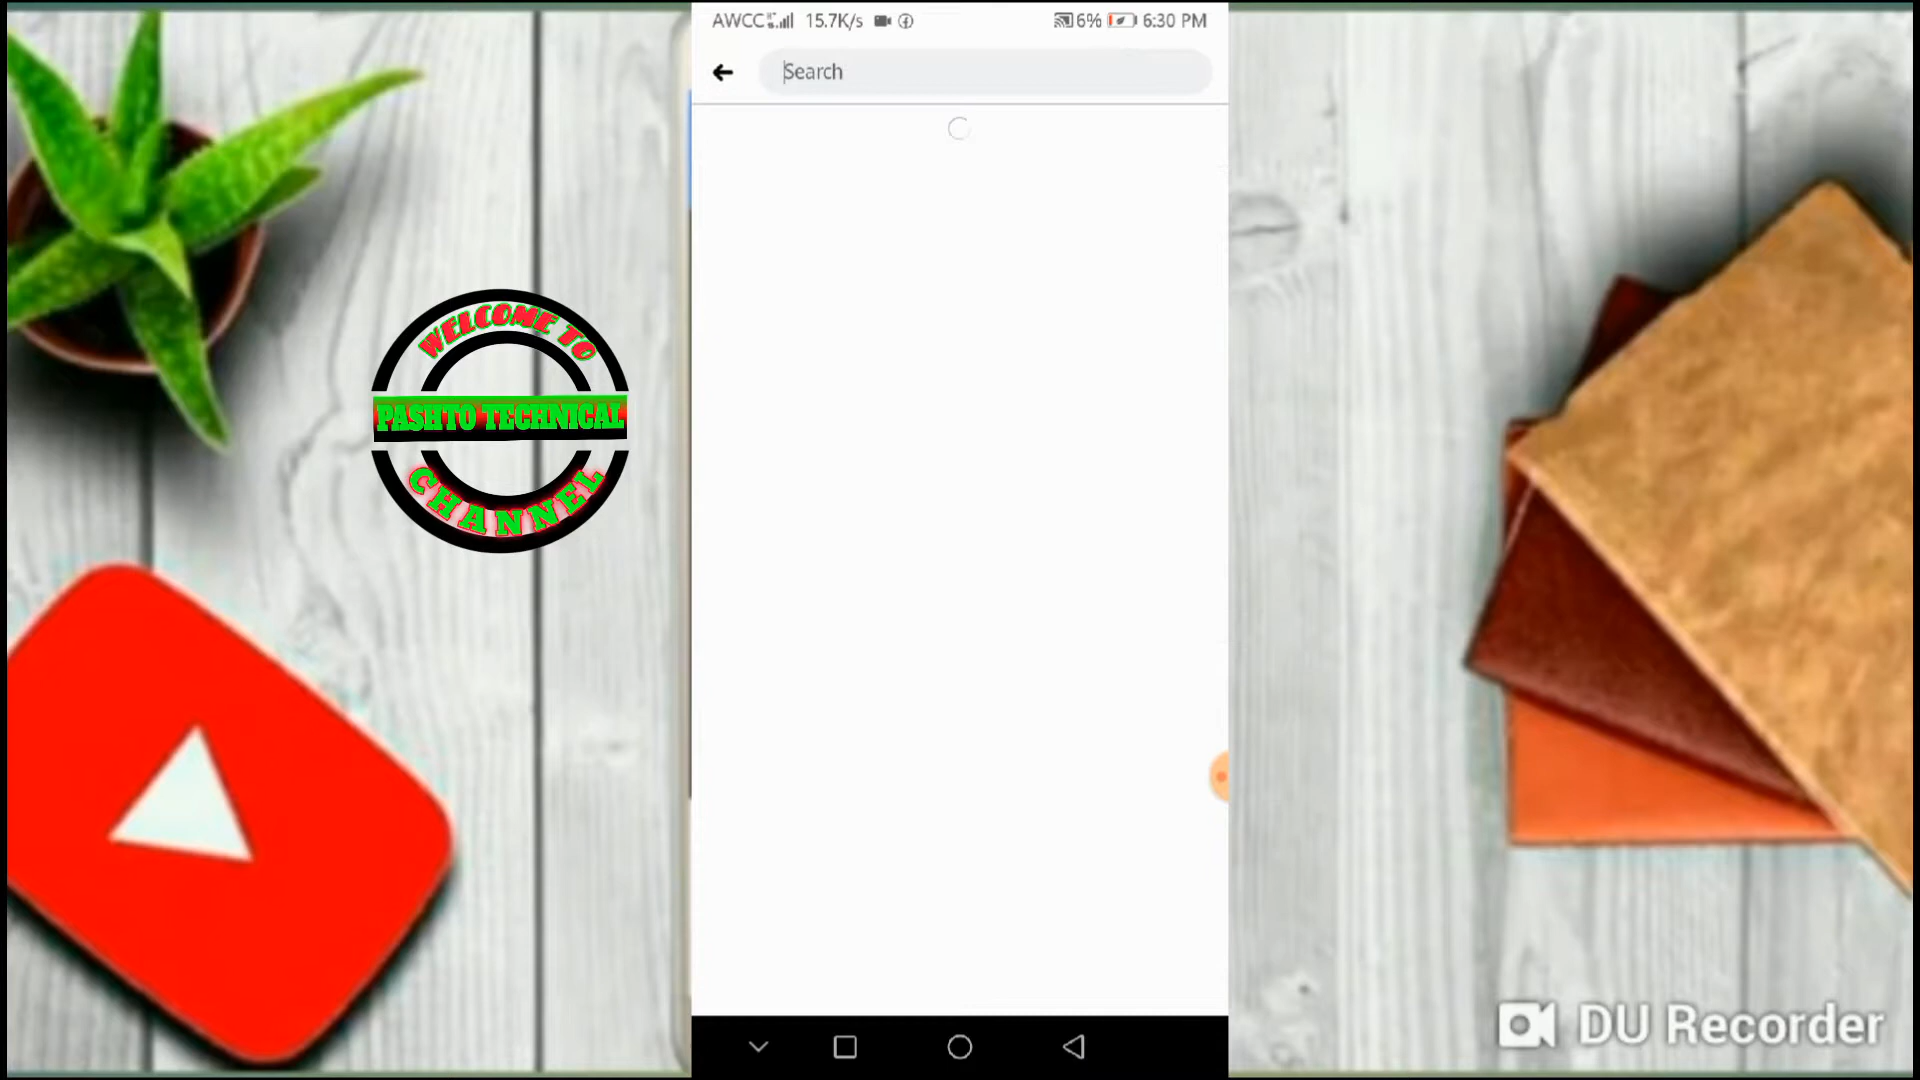 AWCC 15.7K/s 6% 6:30 PM
Search
WELCOME TO
PASHTO TECHNICAL
CHANNEL
DU Recorder